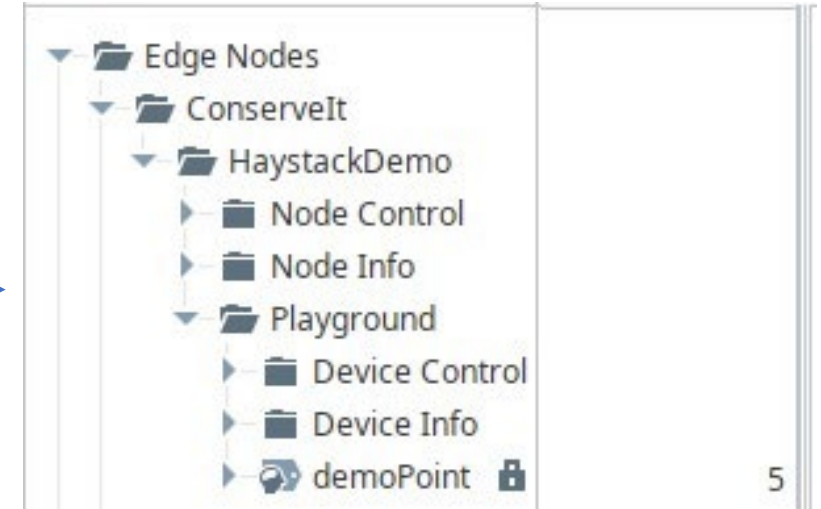 Edge Nodes
ConserveIt
HaystackDemo
Node Control
Node Info
Playground
Device Control
Device Info
demoPoint 5